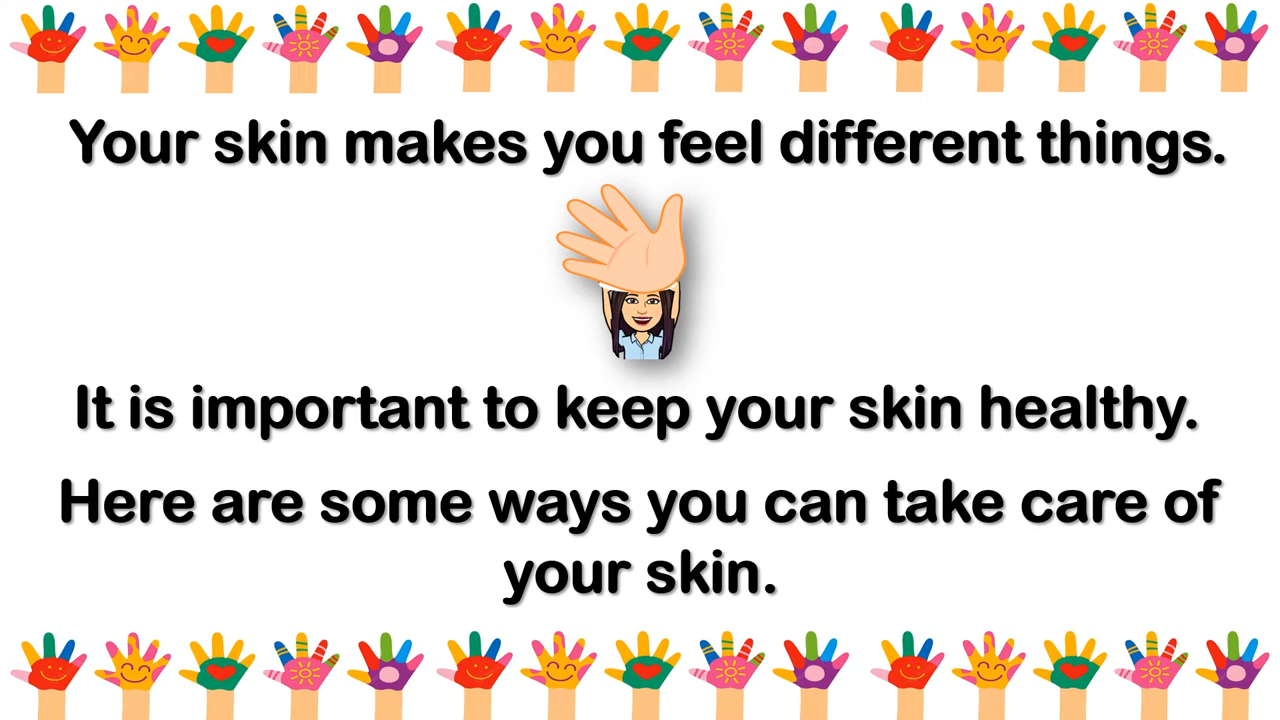 Your skin makes you feel different things.
It is important to keep your skin healthy.
Here are some ways you can take care of
your skin.